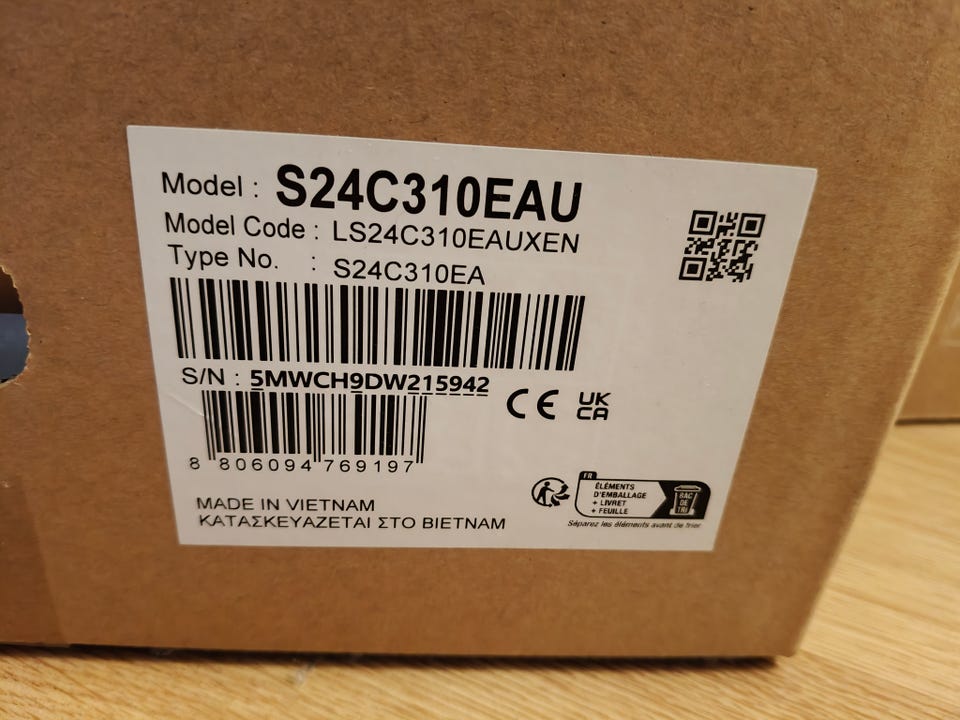 Model : S24C310EAU
Model Code : LS24C310EAUXEN
Type No. : S24C310EA
S/N : 5MWCH9DW215942
CE UK CA
8 806094 769197
FR
ÉLÉMENTS
D'EMBALLAGE
+ LIVRET
+ FEUILLE
BAC
DE
TRI
Séparez les éléments avant de trier
MADE IN VIETNAM
ΚΑΤΑΣΚΕΥΑΖΕΤΑΙ ΣΤΟ ΒΙΕΤΝΑΜ